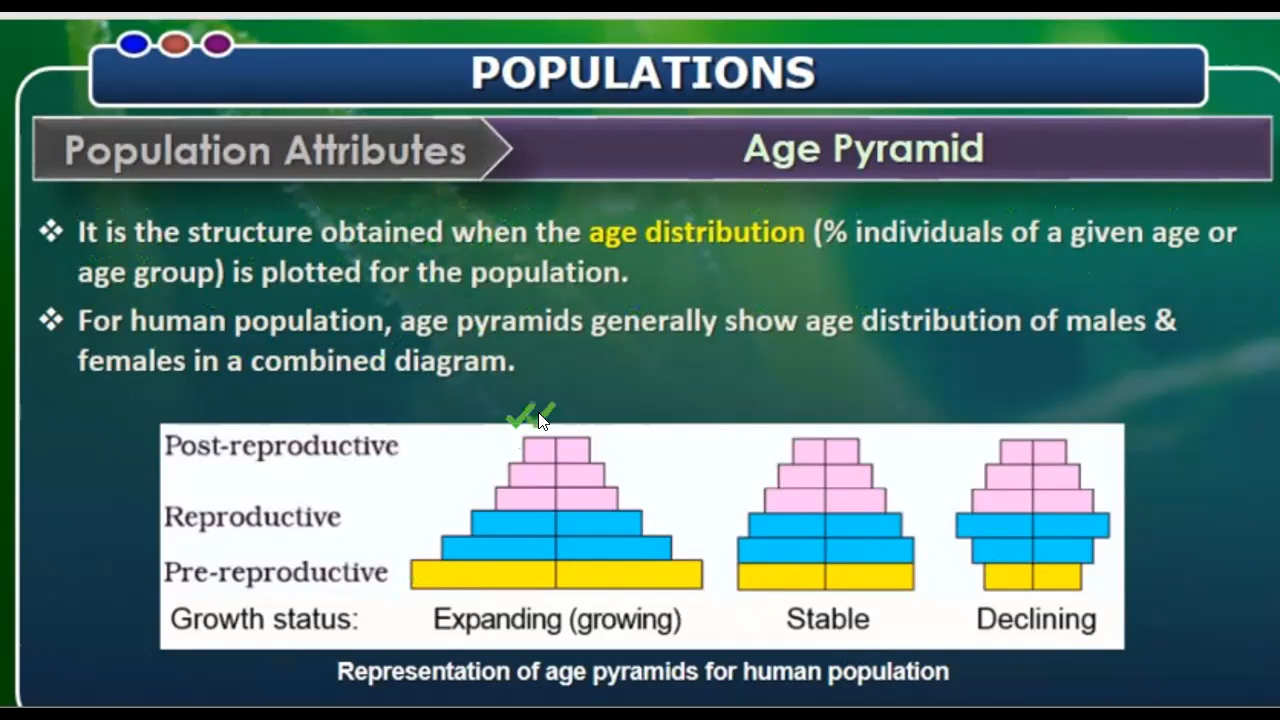 POPULATIONS
Population Attributes
Age Pyramid
❖ It is the structure obtained when the age distribution (% individuals of a given age or
age group) is plotted for the population.
❖ For human population, age pyramids generally show age distribution of males &
females in a combined diagram.
Post-reproductive
Reproductive
Pre-reproductive
Growth status: Expanding (growing) Stable Declining
Representation of age pyramids for human population